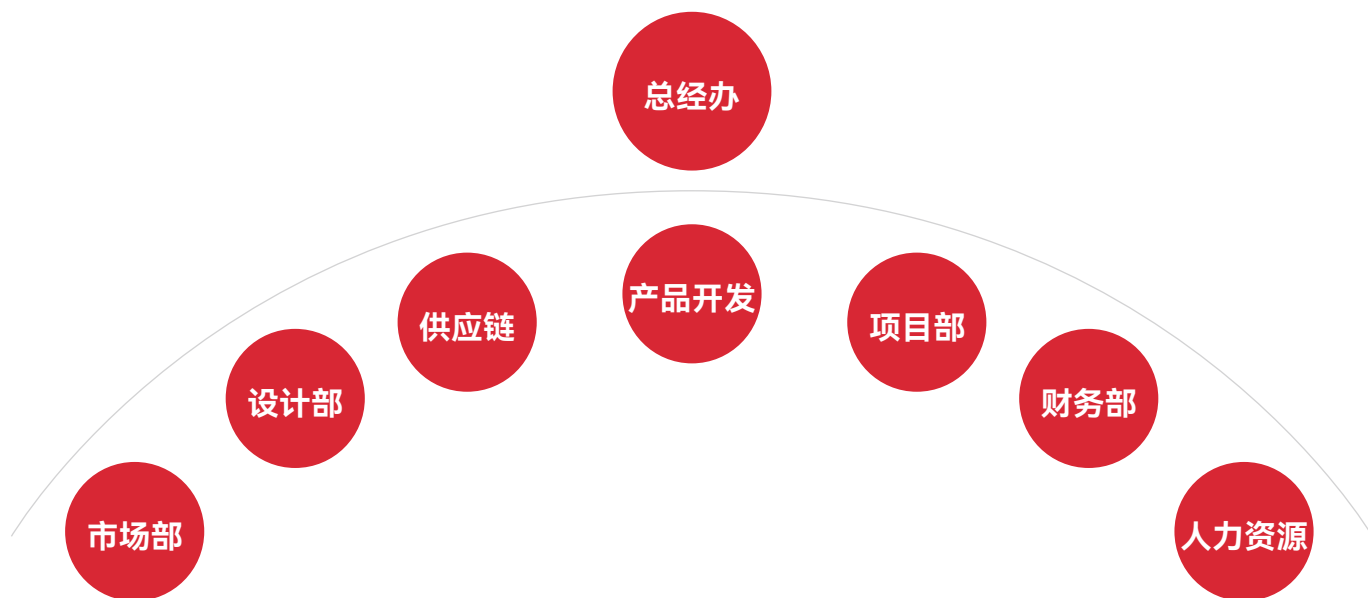 总经办
产品开发
供应链
项目部
设计部
财务部
市场部
人力资源